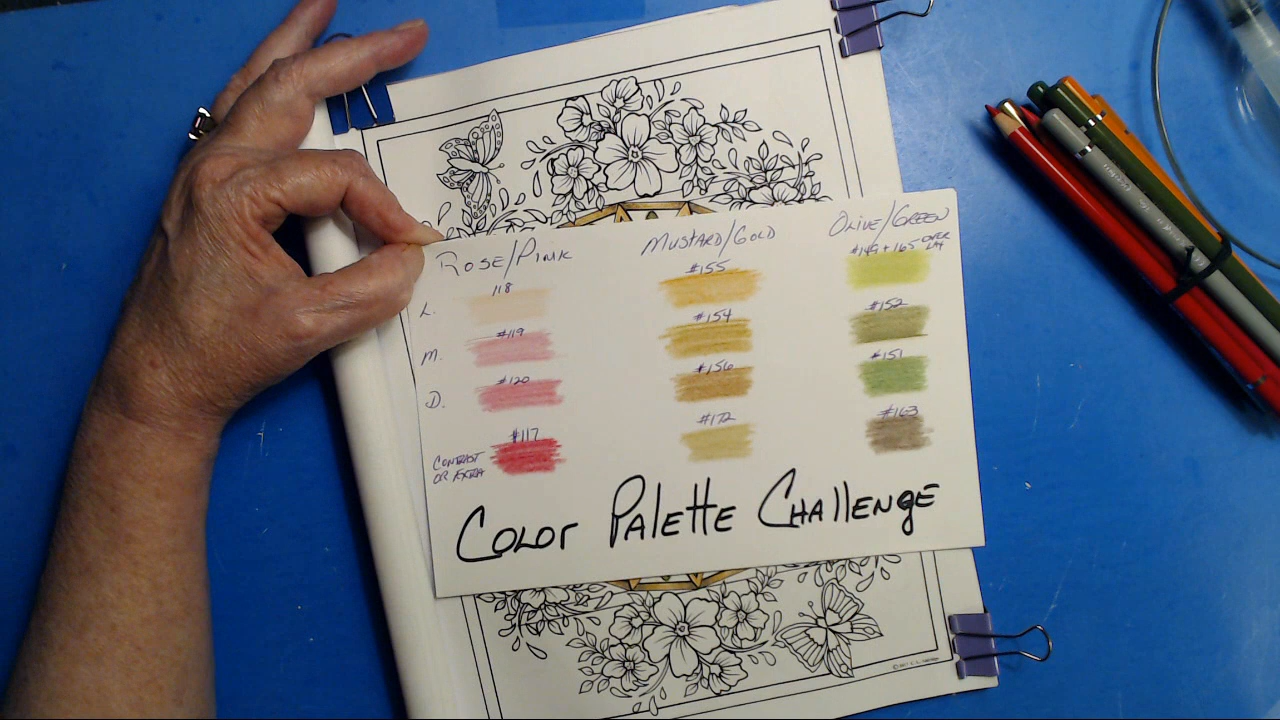 Rose/Pink
Mustard/Gold
Olive/Green
118
#155
#149 + 165 OVER LAY
L.
#119
#154
#152
M.
#120
#156
#151
D.
#117
#172
#163
CONTRAST
OR EXTRA
Color Palette Challenge